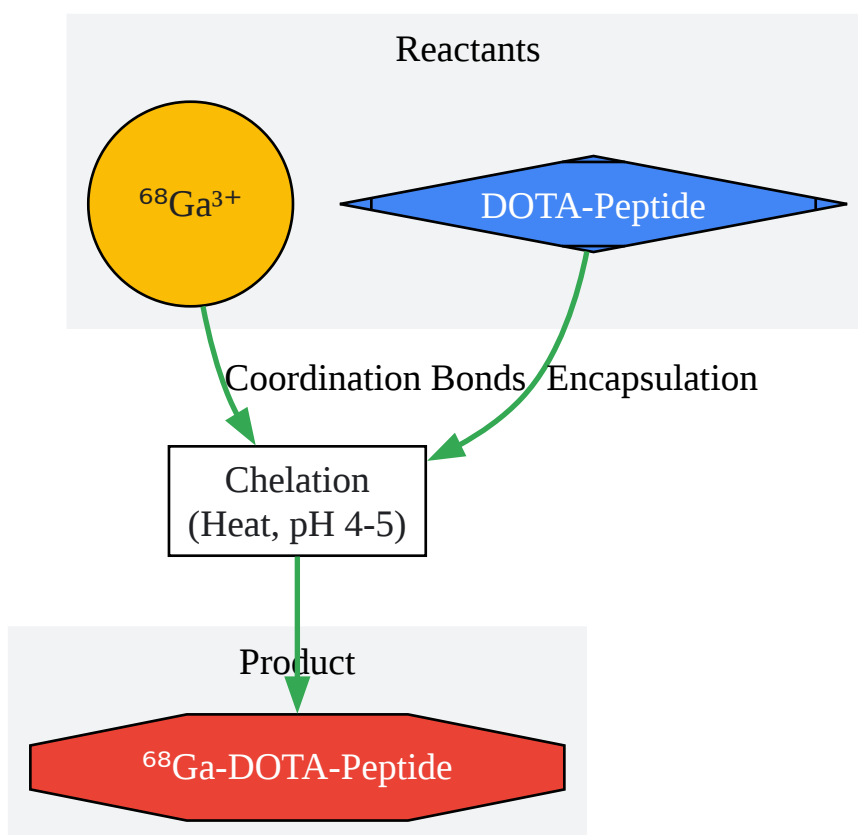 Reactants
⁶⁸Ga³⁺
DOTA-Peptide
Coordination Bonds
Encapsulation
Chelation
(Heat, pH 4-5)
Product
⁶⁸Ga-DOTA-Peptide